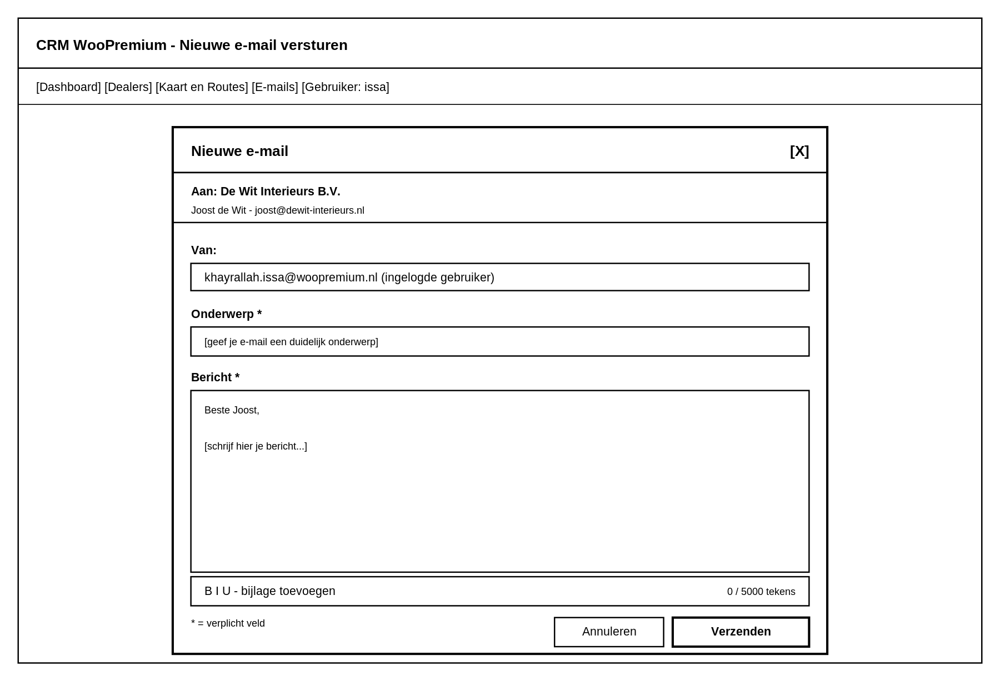 CRM WooPremium - Nieuwe e-mail versturen
[Dashboard] [Dealers] [Kaart en Routes] [E-mails] [Gebruiker: issa]
Nieuwe e-mail [X]
Aan: De Wit Interieurs B.V.
Joost de Wit - joost@dewit-interieurs.nl
Van:
khayrallah.issa@woopremium.nl (ingelogde gebruiker)
Onderwerp *
[geef je e-mail een duidelijk onderwerp]
Bericht *
Beste Joost,
[schrijf hier je bericht...]
B I U - bijlage toevoegen 0 / 5000 tekens
* = verplicht veld
Annuleren Verzenden